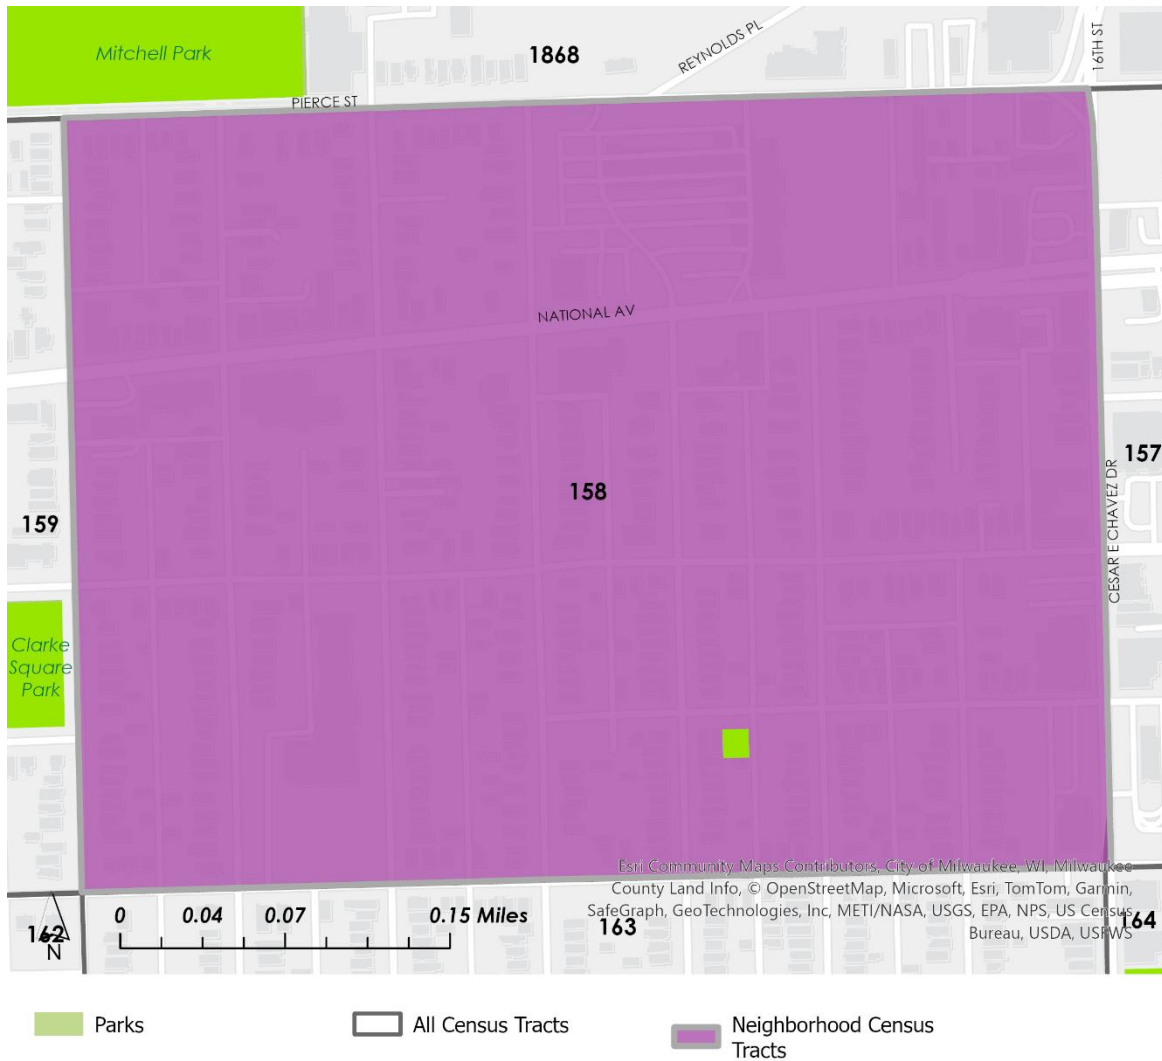 Mitchell Park
1868
REYNOLDS PL
16TH ST
PIERCE ST
NATIONAL AV
158
157
159
CESAR E CHAVEZ DR
Clarke
Square
Park
Esri Community Maps Contributors, City of Milwaukee, WI, Milwaukee
County Land Info, © OpenStreetMap, Microsoft, Esri, TomTom, Garmin,
SafeGraph, GeoTechnologies, Inc, METI/NASA, USGS, EPA, NPS, US Census
Bureau, USDA, USFWS
0 0.04 0.07 0.15 Miles
162
N
163
164
Parks
All Census Tracts
Neighborhood Census
Tracts